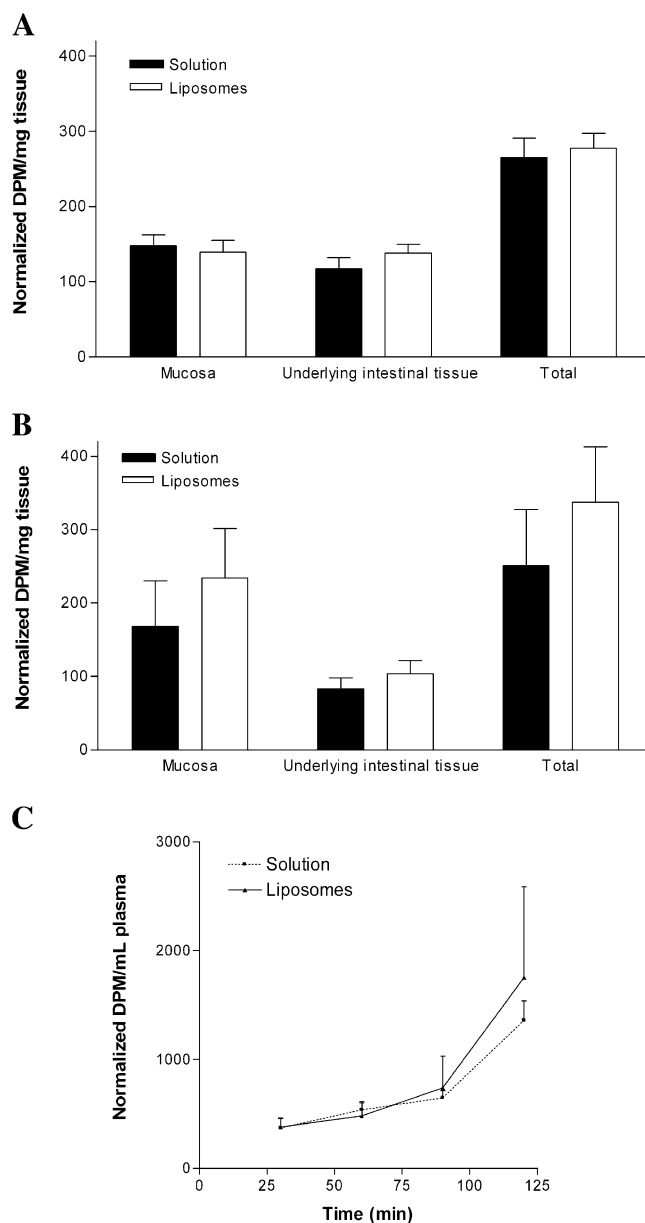 A
Normalized DPM/mg tissue
400
300
200
100
0
Solution
Liposomes
Mucosa
Underlying intestinal tissue
Total
B
Normalized DPM/mg tissue
400
300
200
100
0
Solution
Liposomes
Mucosa
Underlying intestinal tissue
Total
C
Normalized DPM/mL plasma
3000
2000
1000
0
Solution
Liposomes
0 25 50 75 100 125
Time (min)